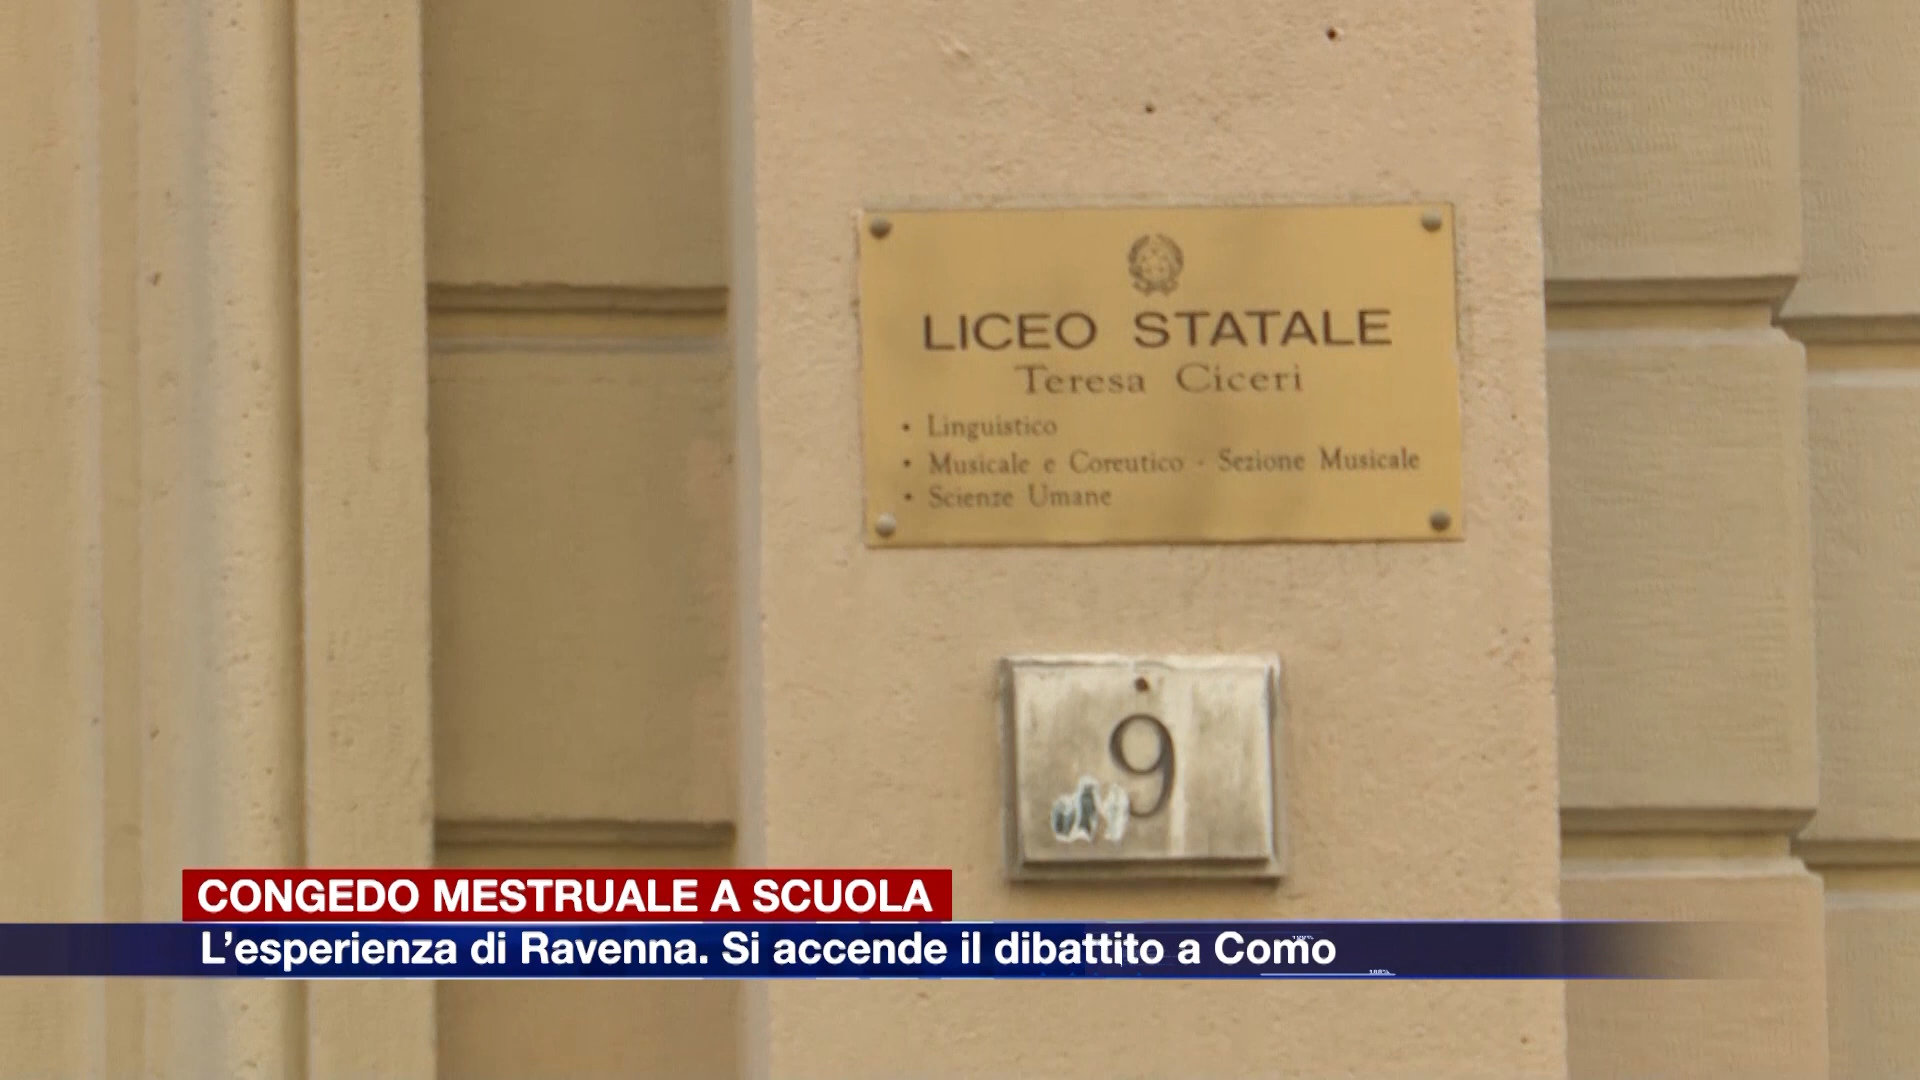 LICEO STATALE
Teresa Ciceri
• Linguistico
• Musicale e Coreutico - Sezione Musicale
• Scienze Umane
9
CONGEDO MESTRUALE A SCUOLA
L’esperienza di Ravenna. Si accende il dibattito a Como